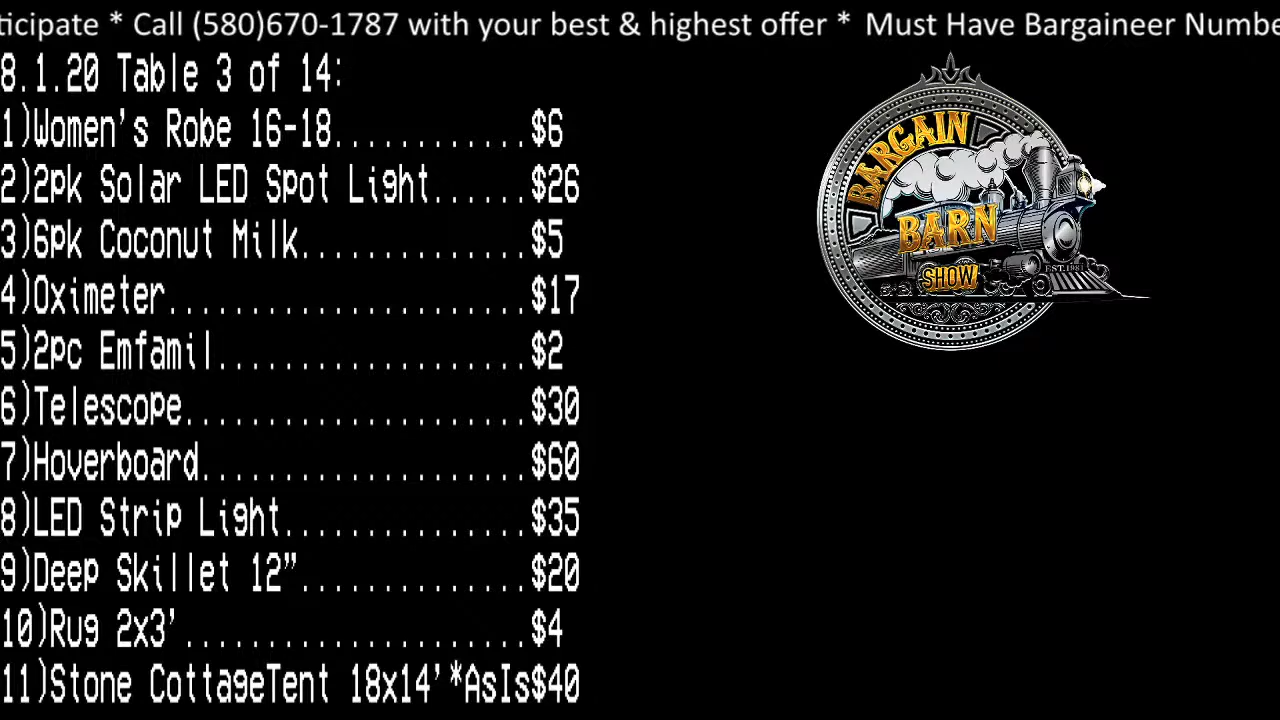 ticipate * Call (580)670-1787 with your best & highest offer * Must Have Bargaineer Numbe
8.1.20 Table 3 of 14:
1)Women's Robe 16-18............$6
2)2pk Solar LED Spot Light......$26
3)6pk Coconut Milk..............$5
4)Oximeter......................$17
5)2pc Emfamil...................$2
6)Telescope.....................$30
7)Hoverboard....................$60
8)LED Strip Light...............$35
9)Deep Skillet 12”..............$20
10)Rug 2x3'.....................$4
11)Stone CottageTent 18x14'*AsIs$40
BARGAIN
BARN
SHOW